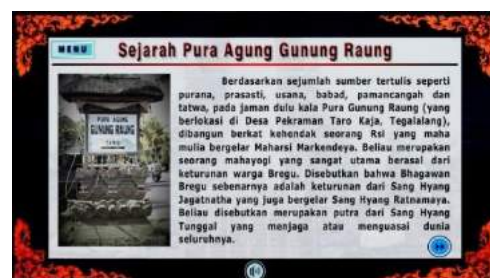 MENU
Sejarah Pura Agung Gunung Raung
Berdasarkan sejumlah sumber tertulis seperti
purana, prasasti, usana, babad, pamancangah dan
tatwa, pada jaman dulu kala Pura Gunung Raung (yang
berlokasi di Desa Pekraman Taro Kaja, Tegalalang),
dibangun berkat kehendak seorang Rsi yang maha
mulia bergelar Maharsi Markendeya. Beliau merupakan
seorang mahayogi yang sangat utama berasal dari
keturunan warga Bregu. Disebutkan bahwa Bhagawan
Bregu sebenarnya adalah keturunan dari Sang Hyang
Jagatnatha yang juga bergelar Sang Hyang Ratnamaya.
Beliau disebutkan merupakan putra dari Sang Hyang
Tunggal yang menjaga atau menguasai dunia
seluruhnya.
PURA AGUNG
GUNUNG RAUNG
TARO